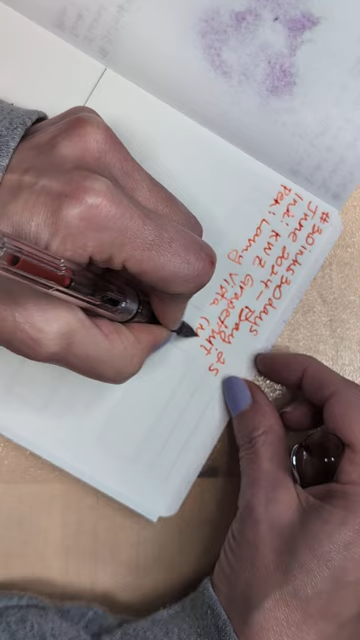 #30Inks30Days
June 2024 - Day 25
Ink: KWZ Grapefruit
Pen: Lamy Vista (